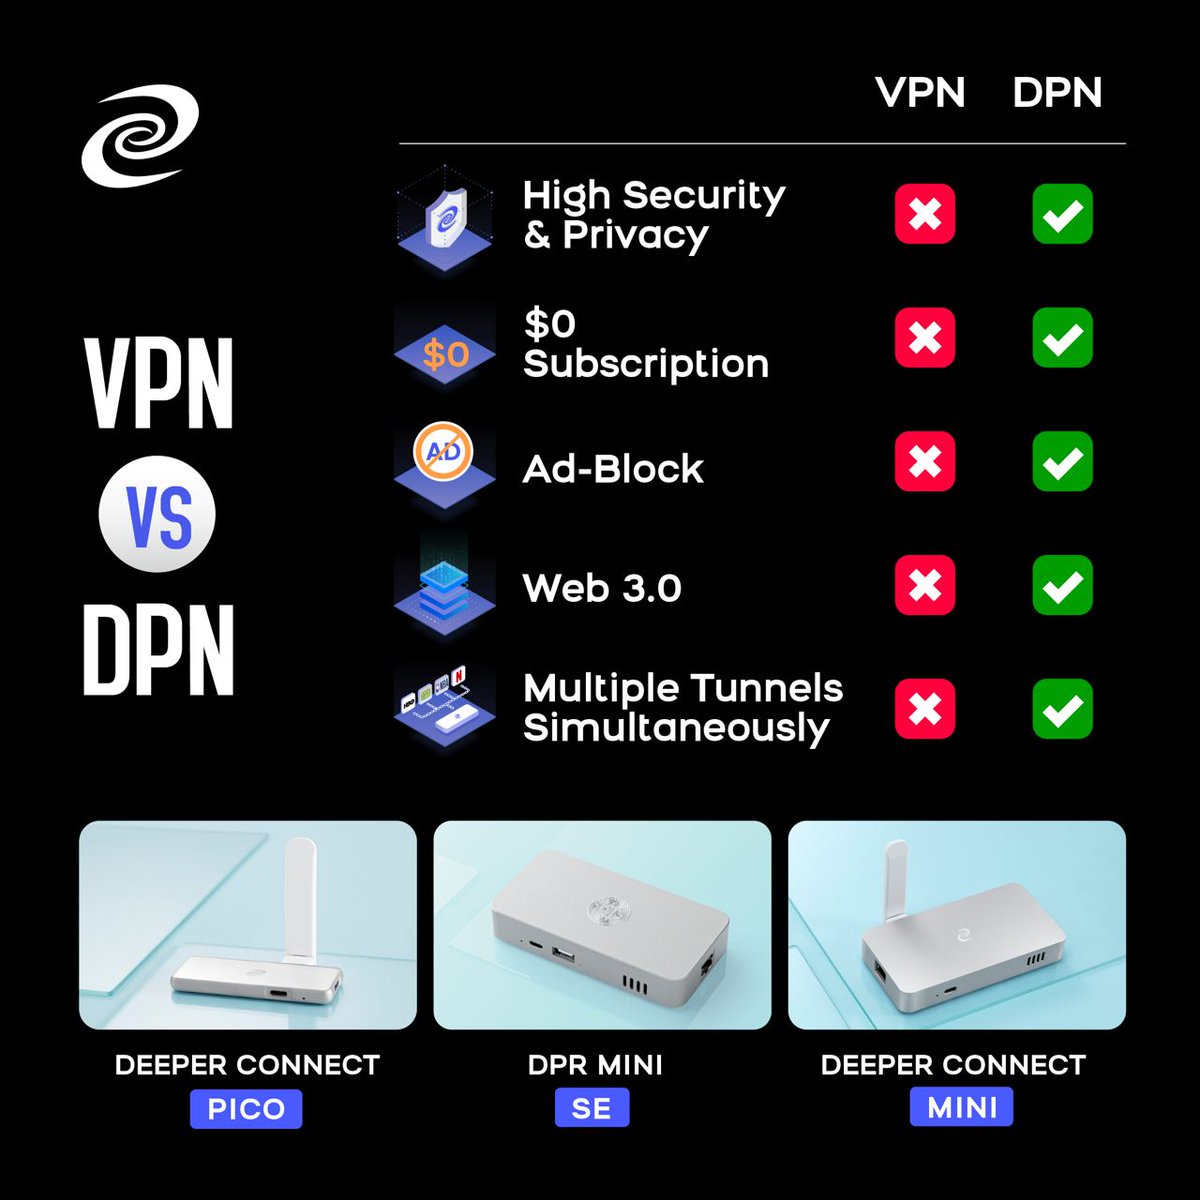 VPN DPN
High Security
& Privacy
$0
$0
Subscription
AD
Ad-Block
Web 3.0
HBO
N
Multiple Tunnels
Simultaneously
VPN
VS
DPN
DEEPER CONNECT
PICO
DPR MINI
SE
DEEPER CONNECT
MINI